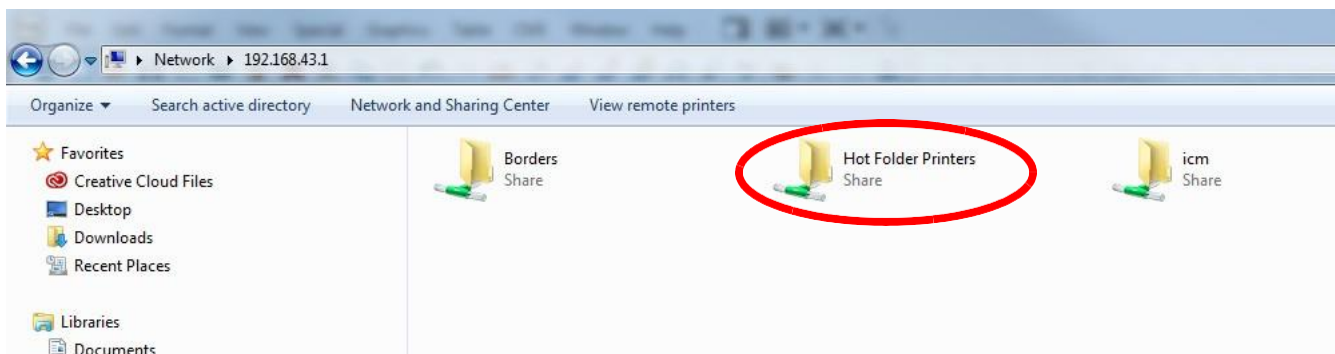 Network ▸ 192.168.43.1
Organize ▾ Search active directory Network and Sharing Center View remote printers
Favorites
Creative Cloud Files
Desktop
Downloads
Recent Places
Libraries
Documents
Borders
Share
Hot Folder Printers
Share
icm
Share